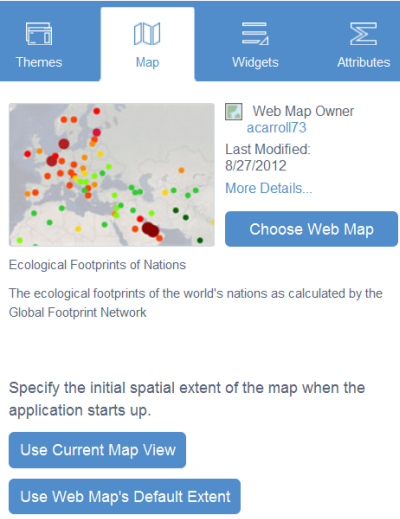 Themes Map Widgets Attributes
Web Map Owner
acarroll73
Last Modified:
8/27/2012
More Details...
Choose Web Map
Ecological Footprints of Nations
The ecological footprints of the world's nations as calculated by the
Global Footprint Network
Specify the initial spatial extent of the map when the
application starts up.
Use Current Map View
Use Web Map's Default Extent